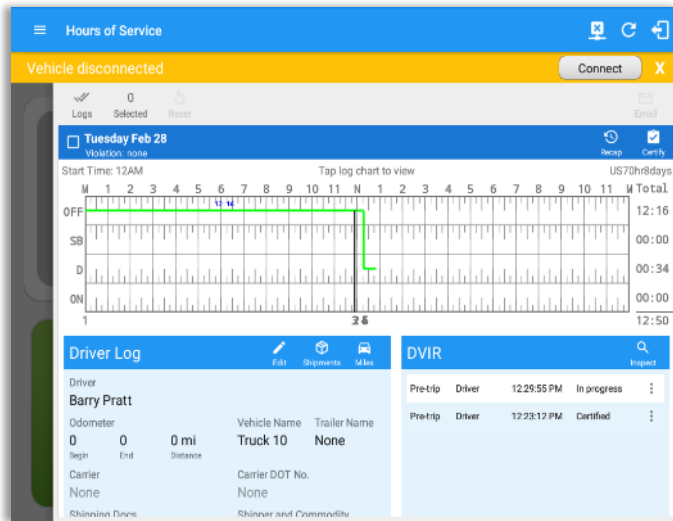 Hours of Service
Vehicle disconnected
Connect X
0
Logs Selected Reset Email
Tuesday Feb 28
Violation: none
Recap Certify
Start Time: 12AM Tap log chart to view US70hr8days
M 1 2 3 4 5 6 7 8 9 10 11 N 1 2 3 4 5 6 7 8 9 10 11 M Total
OFF 12:16 12:16
SB 00:00
D 00:34
ON 00:00
1 12:50
Driver Log
Edit Shipments Miles
Driver
Barry Pratt
Odometer Vehicle Name Trailer Name
0 0 0 mi Truck 10 None
Begin End Distance
Carrier Carrier DOT No.
None None
Shipping Docs Shipper and Commodity
DVIR
Inspect
Pre-trip Driver 12:29:55 PM In progress
Pre-trip Driver 12:23:12 PM Certified